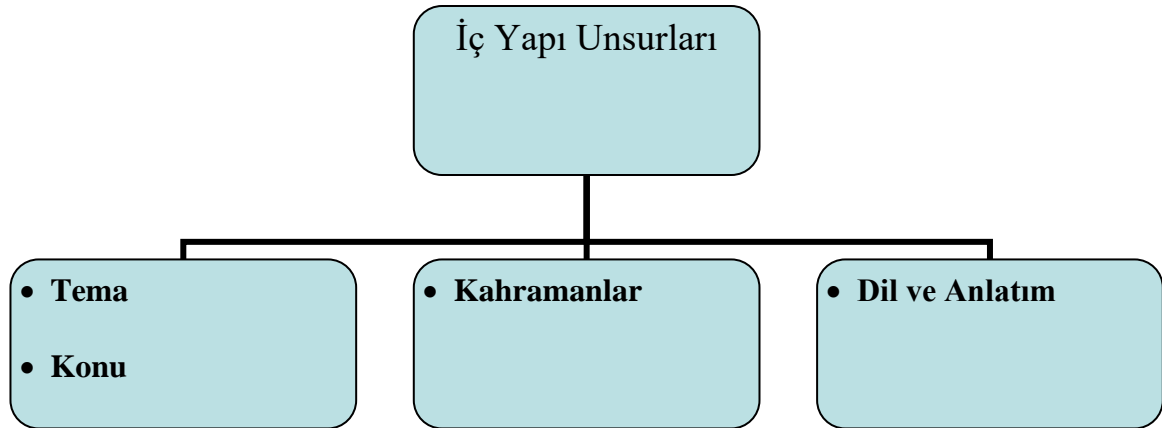 İç Yapı Unsurları
• Tema
• Konu
• Kahramanlar
• Dil ve Anlatım